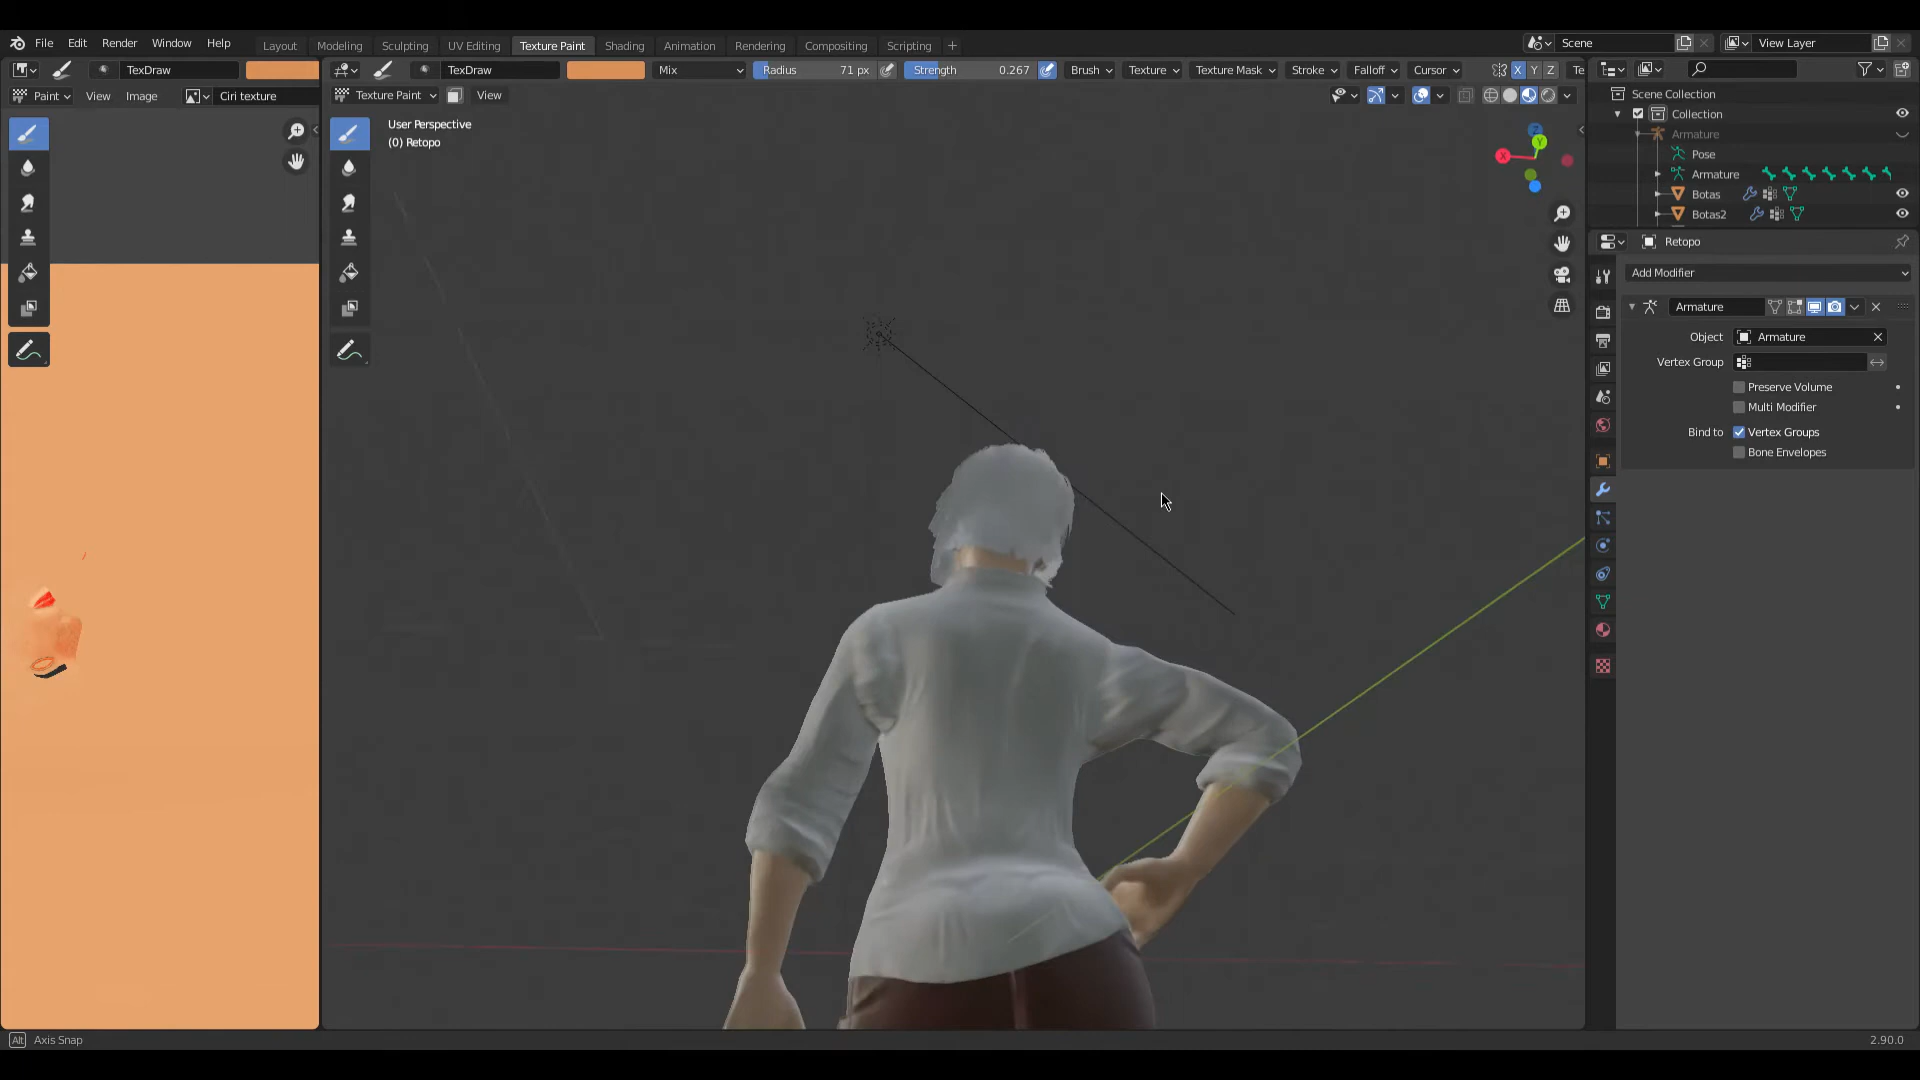 File Edit Render Window Help Layout Modeling Sculpting UV Editing Texture Paint Shading Animation Rendering Compositing Scripting + Scene View Layer
TexDraw TexDraw Mix Radius 71 px Strength 0.267 Brush Texture Texture Mask Stroke Falloff Cursor X Y Z Te
Paint View Image Ciri texture Texture Paint View
Scene Collection
Collection
Armature
Pose
Armature
Botas
Botas2
User Perspective
(0) Retopo
Y
X
Retopo
Add Modifier
Armature
Object Armature
Vertex Group
Preserve Volume
Multi Modifier
Bind to Vertex Groups
Bone Envelopes
Alt Axis Snap
2.90.0